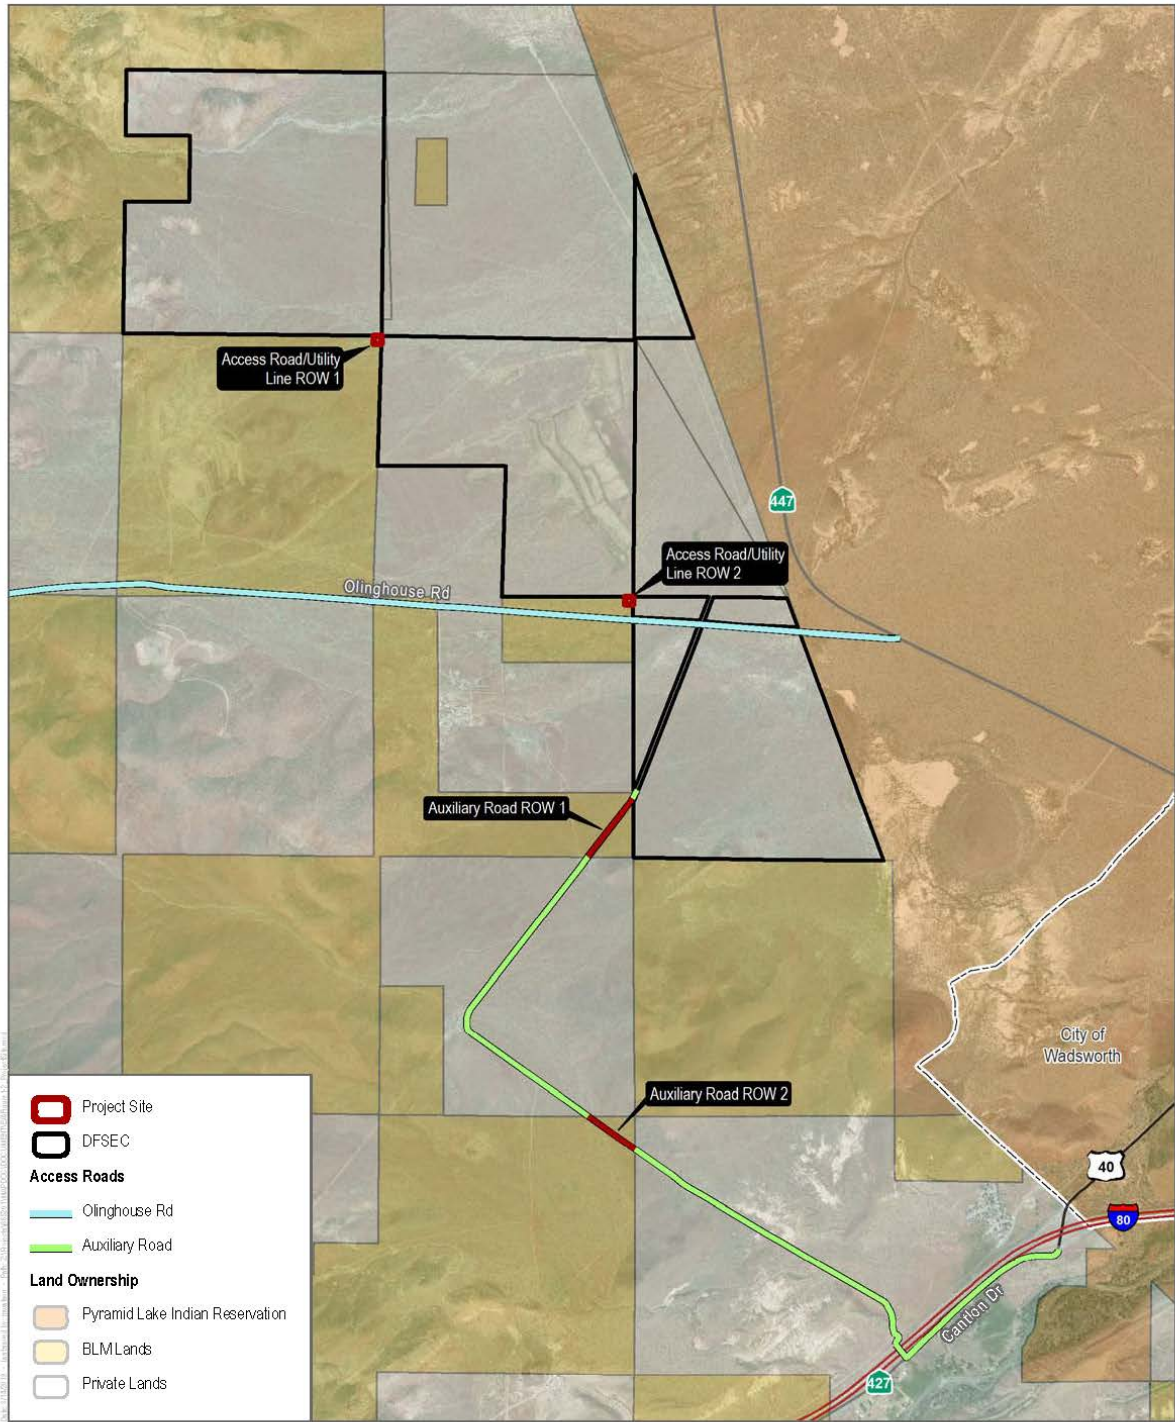 Access Road/Utility
Line ROW 1
447
Access Road/Utility
Line ROW 2
Olinghouse Rd
Auxiliary Road ROW 1
City of
Wadsworth
Auxiliary Road ROW 2
40
80
Cantlon Dr
427
Project Site
DFSEC
Access Roads
Olinghouse Rd
Auxiliary Road
Land Ownership
Pyramid Lake Indian Reservation
BLM Lands
Private Lands